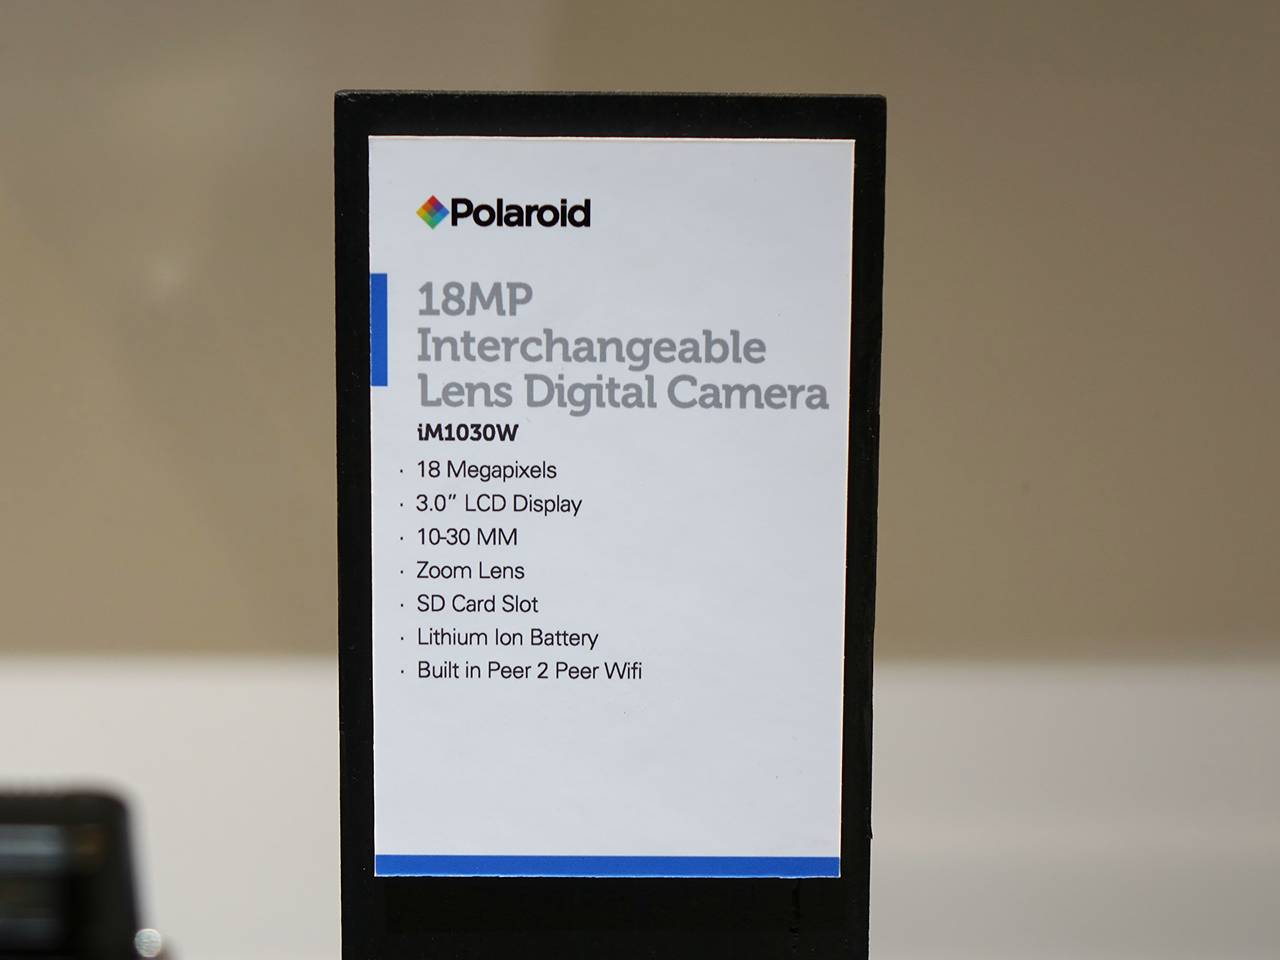 Polaroid
18MP
Interchangeable
Lens Digital Camera
iM1030W
· 18 Megapixels
· 3.0” LCD Display
· 10-30 MM
· Zoom Lens
· SD Card Slot
· Lithium Ion Battery
· Built in Peer 2 Peer Wifi